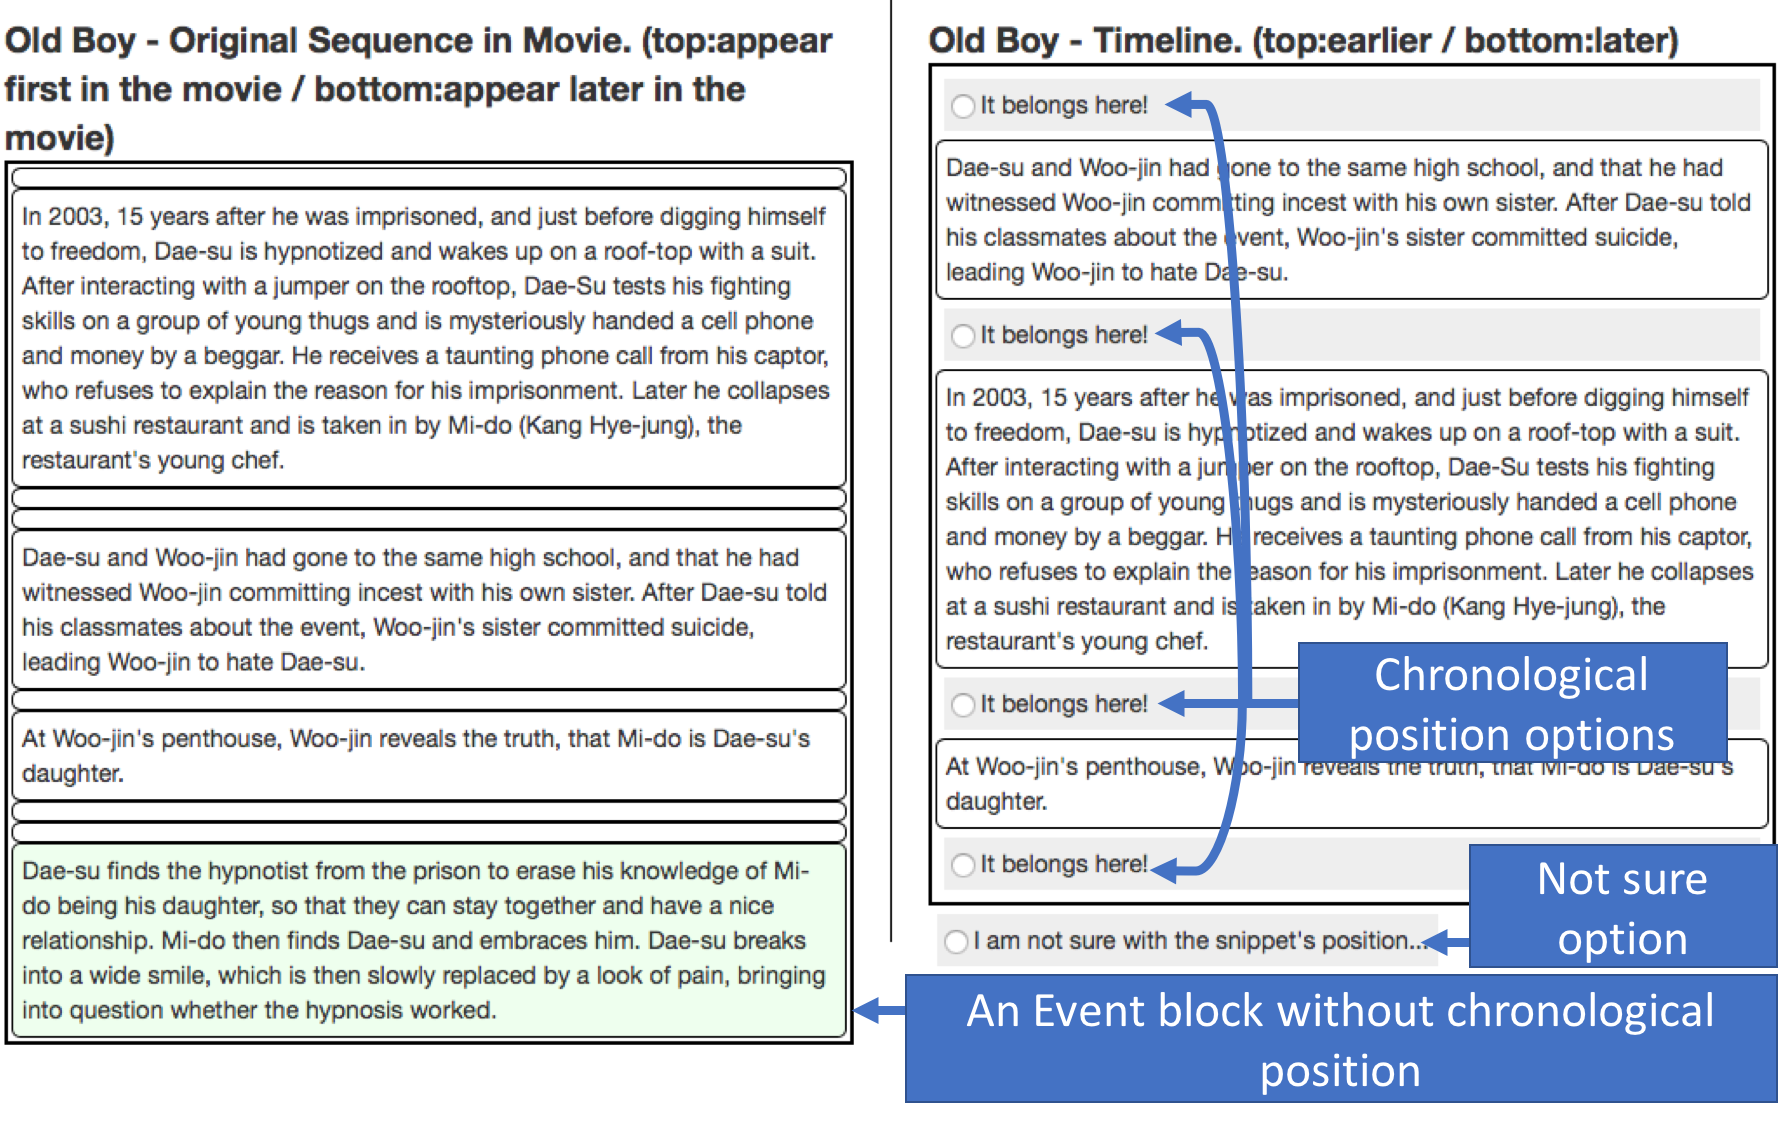 Old Boy - Original Sequence in Movie. (top:appear
first in the movie / bottom:appear later in the
movie)
In 2003, 15 years after he was imprisoned, and just before digging himself
to freedom, Dae-su is hypnotized and wakes up on a roof-top with a suit.
After interacting with a jumper on the rooftop, Dae-Su tests his fighting
skills on a group of young thugs and is mysteriously handed a cell phone
and money by a beggar. He receives a taunting phone call from his captor,
who refuses to explain the reason for his imprisonment. Later he collapses
at a sushi restaurant and is taken in by Mi-do (Kang Hye-jung), the
restaurant's young chef.
Dae-su and Woo-jin had gone to the same high school, and that he had
witnessed Woo-jin committing incest with his own sister. After Dae-su told
his classmates about the event, Woo-jin's sister committed suicide,
leading Woo-jin to hate Dae-su.
At Woo-jin's penthouse, Woo-jin reveals the truth, that Mi-do is Dae-su's
daughter.
Dae-su finds the hypnotist from the prison to erase his knowledge of Mi-
do being his daughter, so that they can stay together and have a nice
relationship. Mi-do then finds Dae-su and embraces him. Dae-su breaks
into a wide smile, which is then slowly replaced by a look of pain, bringing
into question whether the hypnosis worked.
Old Boy - Timeline. (top:earlier / bottom:later)
It belongs here!
Dae-su and Woo-jin had gone to the same high school, and that he had
witnessed Woo-jin committing incest with his own sister. After Dae-su told
his classmates about the event, Woo-jin's sister committed suicide,
leading Woo-jin to hate Dae-su.
It belongs here!
In 2003, 15 years after he was imprisoned, and just before digging himself
to freedom, Dae-su is hypnotized and wakes up on a roof-top with a suit.
After interacting with a jumper on the rooftop, Dae-Su tests his fighting
skills on a group of young thugs and is mysteriously handed a cell phone
and money by a beggar. He receives a taunting phone call from his captor,
who refuses to explain the reason for his imprisonment. Later he collapses
at a sushi restaurant and is taken in by Mi-do (Kang Hye-jung), the
restaurant's young chef.
It belongs here!
Chronological
position options
At Woo-jin's penthouse, Woo-jin reveals the truth, that Mi-do is Dae-su's
daughter.
It belongs here!
Not sure
option
I am not sure with the snippet's position...
An Event block without chronological
position